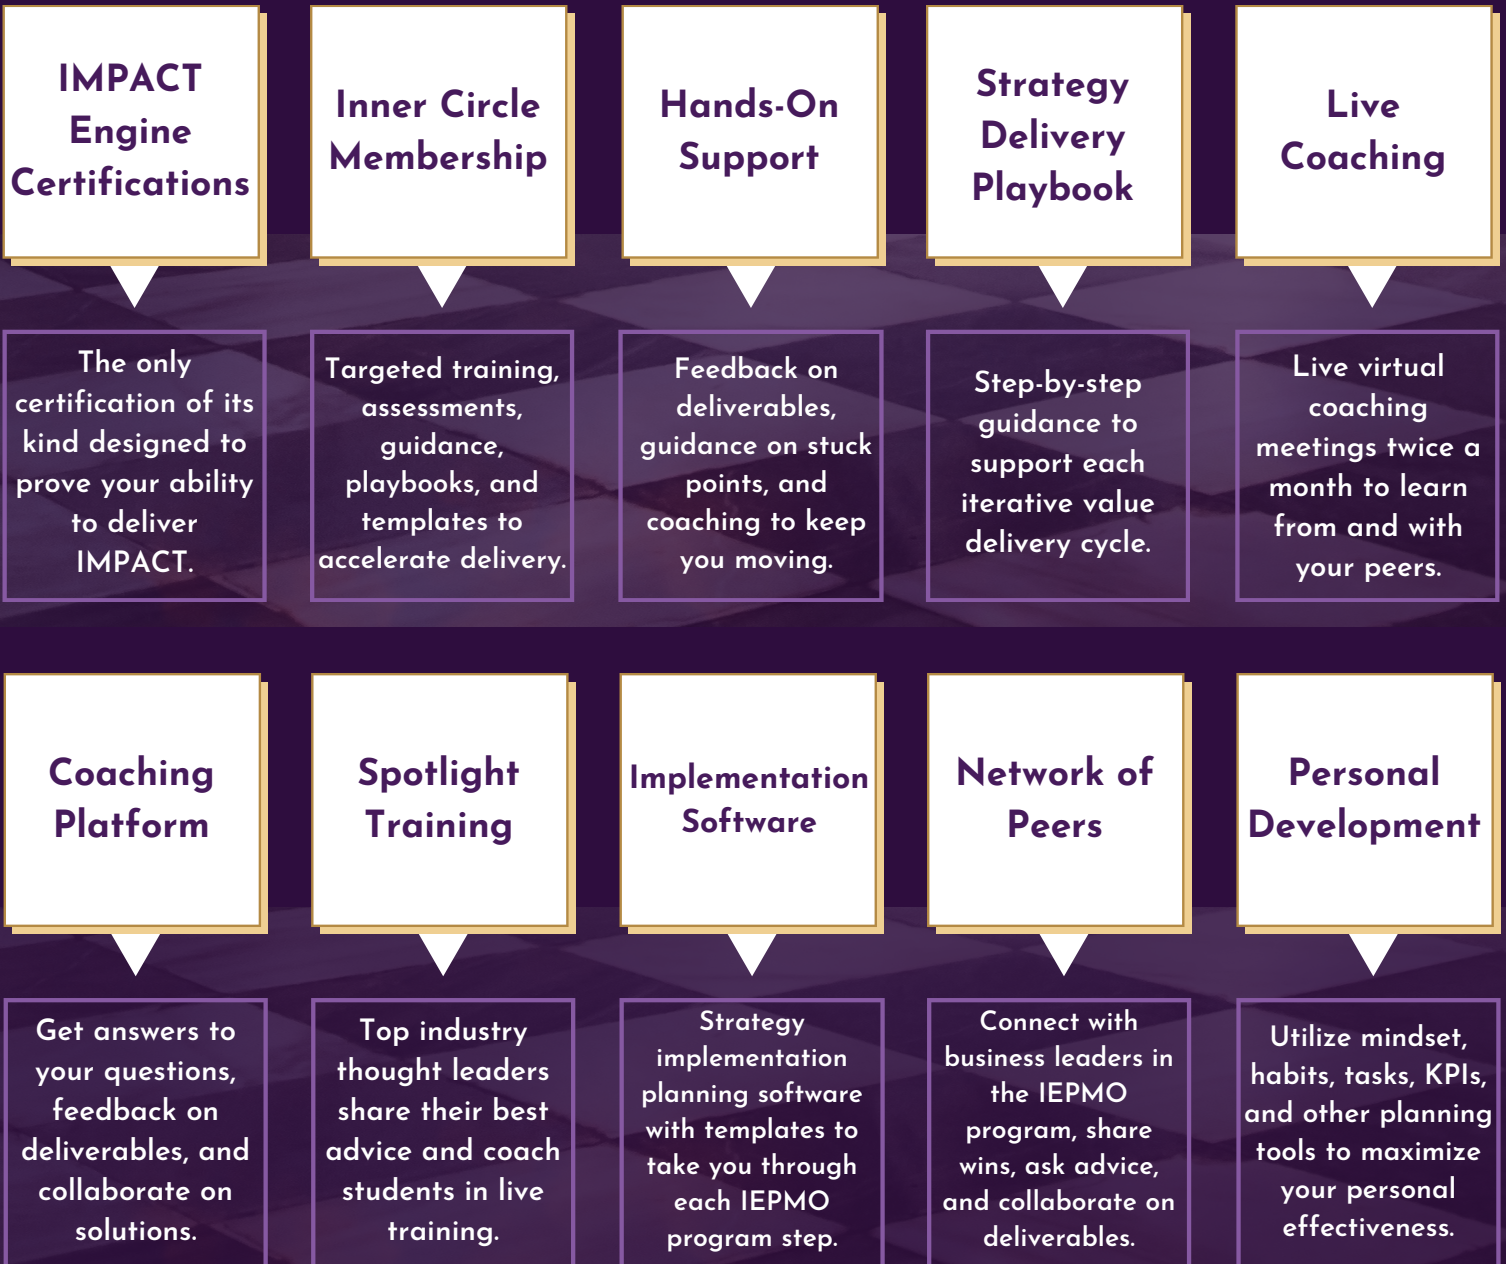 IMPACT
Engine
Certifications
The only
certification of its
kind designed to
prove your ability
to deliver
IMPACT.
Inner Circle
Membership
Targeted training,
assessments,
guidance,
playbooks, and
templates to
accelerate delivery.
Hands-On
Support
Feedback on
deliverables,
guidance on stuck
points, and
coaching to keep
you moving.
Strategy
Delivery
Playbook
Step-by-step
guidance to
support each
iterative value
delivery cycle.
Live
Coaching
Live virtual
coaching
meetings twice a
month to learn
from and with
your peers.
Coaching
Platform
Get answers to
your questions,
feedback on
deliverables, and
collaborate on
solutions.
Spotlight
Training
Top industry
thought leaders
share their best
advice and coach
students in live
training.
Implementation
Software
Strategy
implementation
planning software
with templates to
take you through
each IEPMO
program step.
Network of
Peers
Connect with
business leaders in
the IEPMO
program, share
wins, ask advice,
and collaborate on
deliverables.
Personal
Development
Utilize mindset,
habits, tasks, KPIs,
and other planning
tools to maximize
your personal
effectiveness.